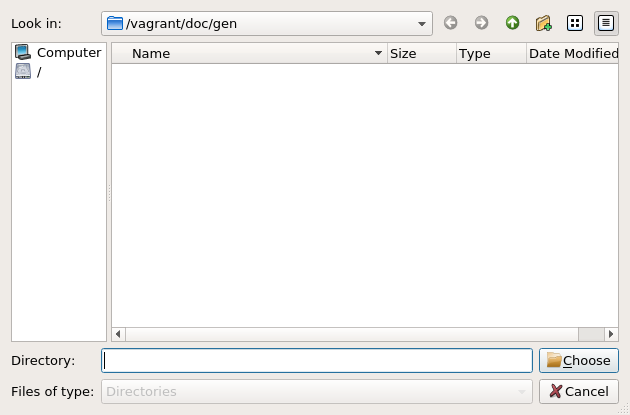 Look in: /vagrant/doc/gen
Computer
/
Name Size Type Date Modified
Directory: Choose
Files of type: Directories Cancel